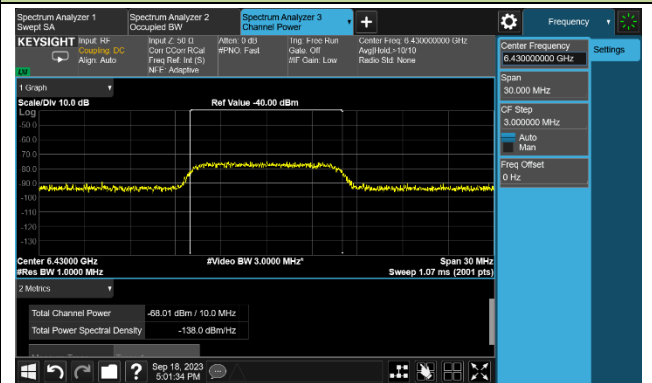 Spectrum Analyzer 1
Swept SA
Spectrum Analyzer 2
Occupied BW
Spectrum Analyzer 3
Channel Power
Frequency
KEYSIGHT
Input: RF
Coupling: DC
Align: Auto
Input Z: 50 Ω
Corr CCorr RCal
Freq Ref: Int (S)
NFE: Adaptive
Atten: 0 dB
#PNO: Fast
Trig: Free Run
Gate: Off
#IF Gain: Low
Center Freq: 6.430000000 GHz
Avg|Hold:>10/10
Radio Std: None
Center Frequency
6.430000000 GHz
Settings
Span
30.000 MHz
CF Step
3.000000 MHz
Auto
Man
Freq Offset
0 Hz
1 Graph
Scale/Div 10.0 dB
Ref Value -40.00 dBm
Log
-50.0
-60.0
-70.0
-80.0
-90.0
-100
-110
-120
-130
Center 6.43000 GHz
#Video BW 3.0000 MHz*
Span 30 MHz
#Res BW 1.0000 MHz
Sweep 1.07 ms (2001 pts)
2 Metrics
Total Channel Power -68.01 dBm / 10.0 MHz
Total Power Spectral Density -138.0 dBm/Hz
Sep 18, 2023
5:01:34 PM